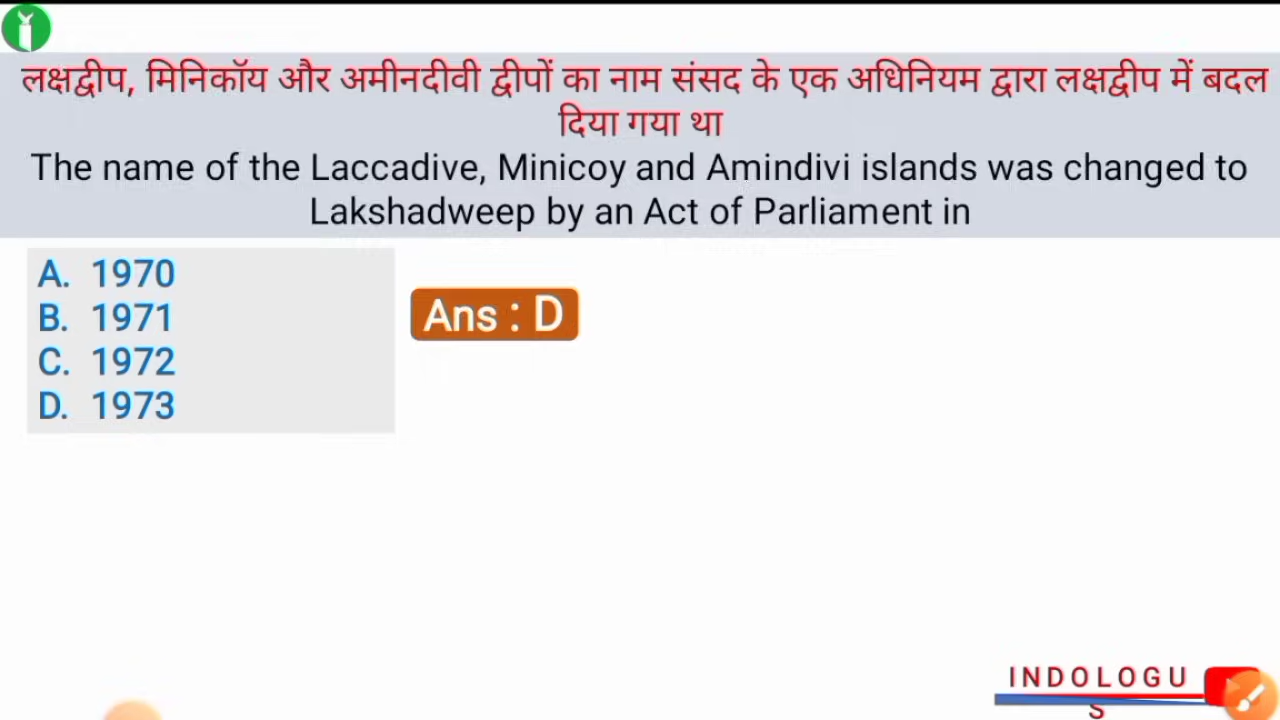 लक्षद्वीप, मिनिकॉय और अमीनदीवी द्वीपों का नाम संसद के एक अधिनियम द्वारा लक्षद्वीप में बदल
दिया गया था
The name of the Laccadive, Minicoy and Amindivi islands was changed to
Lakshadweep by an Act of Parliament in
A. 1970
B. 1971
C. 1972
D. 1973
Ans : D
INDOLOGU
S